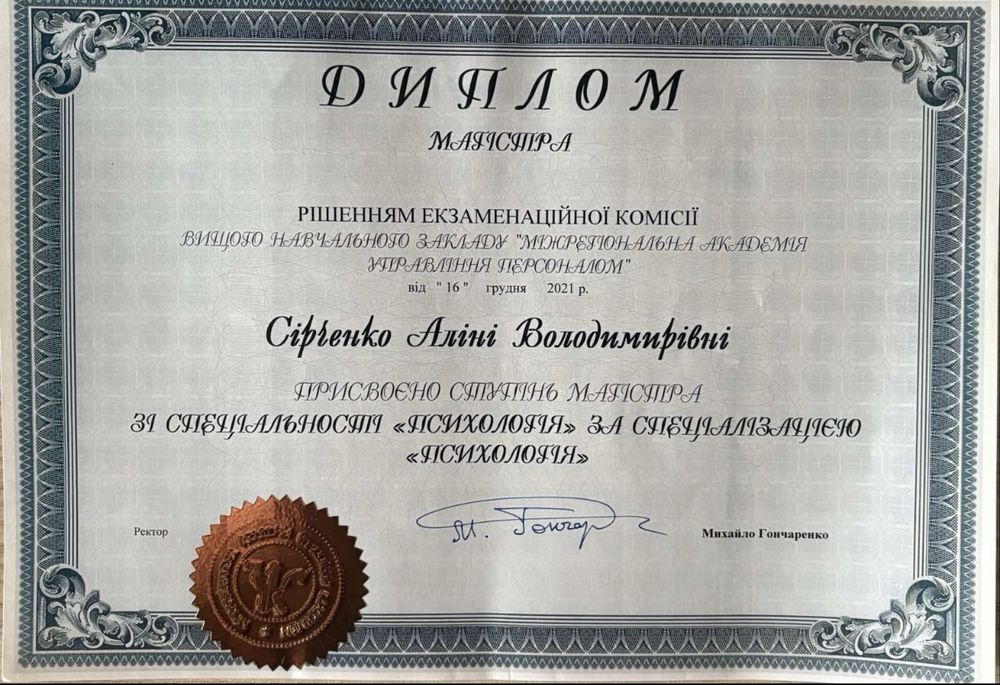 ДИПЛОМ
МАГІСТРА
РІШЕННЯМ ЕКЗАМЕНАЦІЙНОЇ КОМІСІЇ
ВИЩОГО НАВЧАЛЬНОГО ЗАКЛАДУ "МІЖРЕГІОНАЛЬНА АКАДЕМІЯ
УПРАВЛІННЯ ПЕРСОНАЛОМ"
від "16" грудня 2021 р.
Сірченко Аліні Володимирівні
ПРИСВОЄНО СТУПІНЬ МАГІСТРА
ЗІ СПЕЦІАЛЬНОСТІ «ПСИХОЛОГІЯ» ЗА СПЕЦІАЛІЗАЦІЄЮ
«ПСИХОЛОГІЯ»
Ректор
М. Гончар
Михайло Гончаренко